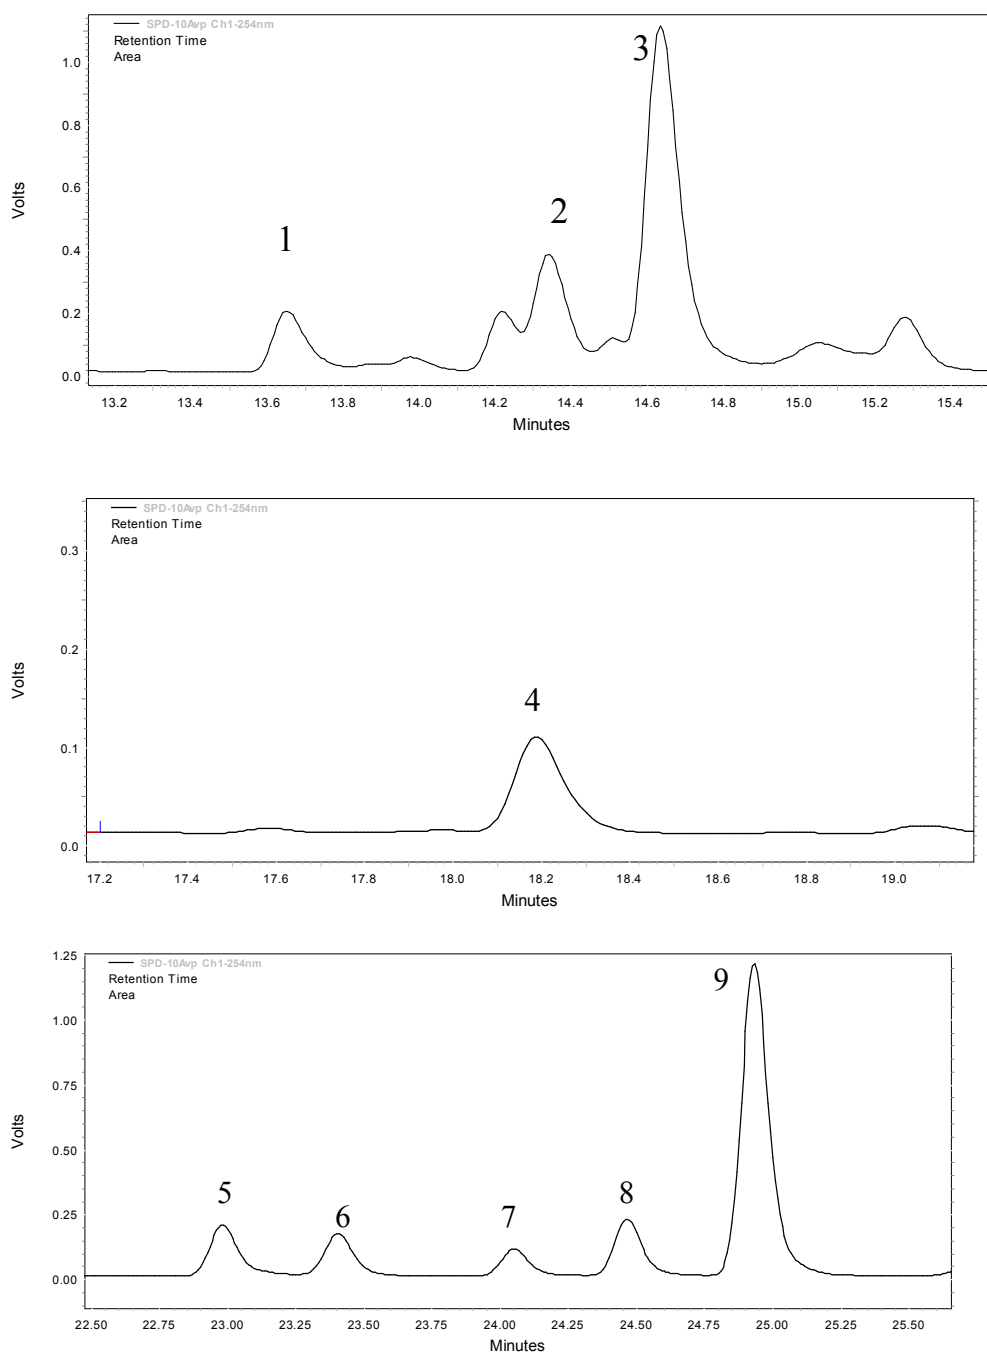 SPD-10Avp Ch1-254nm
Retention Time
Area
3
1.0
0.8
0.6
2
1
0.4
0.2
0.0
Volts
13.2 13.4 13.6 13.8 14.0 14.2 14.4 14.6 14.8 15.0 15.2 15.4
Minutes
SPD-10Avp Ch1-254nm
Retention Time
Area
0.3
0.2
4
0.1
0.0
Volts
17.2 17.4 17.6 17.8 18.0 18.2 18.4 18.6 18.8 19.0
Minutes
1.25
SPD-10Avp Ch1-254nm
Retention Time
Area
9
1.00
0.75
0.50
5 6 7 8
0.25
0.00
Volts
22.50 22.75 23.00 23.25 23.50 23.75 24.00 24.25 24.50 24.75 25.00 25.25 25.50
Minutes